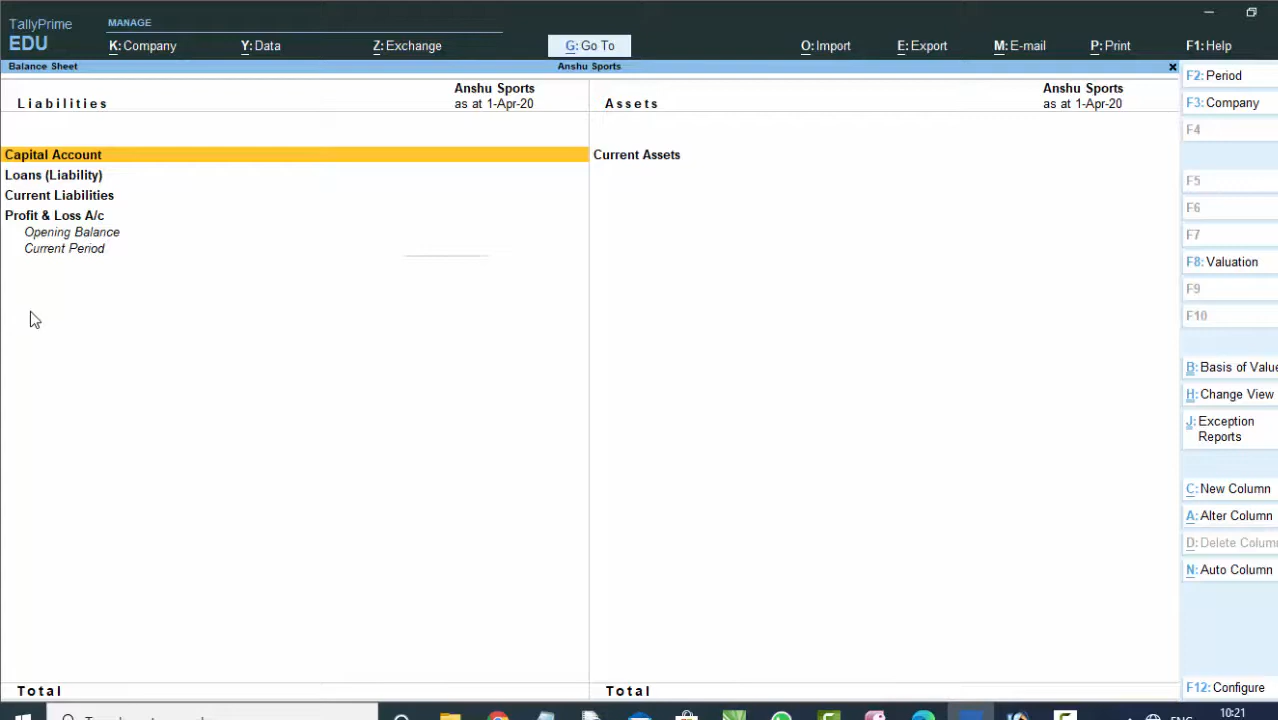 TallyPrime
EDU
MANAGE
K: Company
Y: Data
Z: Exchange
G: Go To
O: Import
E: Export
M: E-mail
P: Print
F1: Help
Balance Sheet
Anshu Sports
Liabilities
Anshu Sports
as at 1-Apr-20
Assets
Anshu Sports
as at 1-Apr-20
Capital Account
Loans (Liability)
Current Liabilities
Profit & Loss A/c
Opening Balance
Current Period
Current Assets
Total
Total
F2: Period
F3: Company
F4
F5
F6
F7
F8: Valuation
F9
F10
B: Basis of Value
H: Change View
J: Exception
Reports
C: New Column
A: Alter Column
D: Delete Colum
N: Auto Column
F12: Configure
ENG
10:21